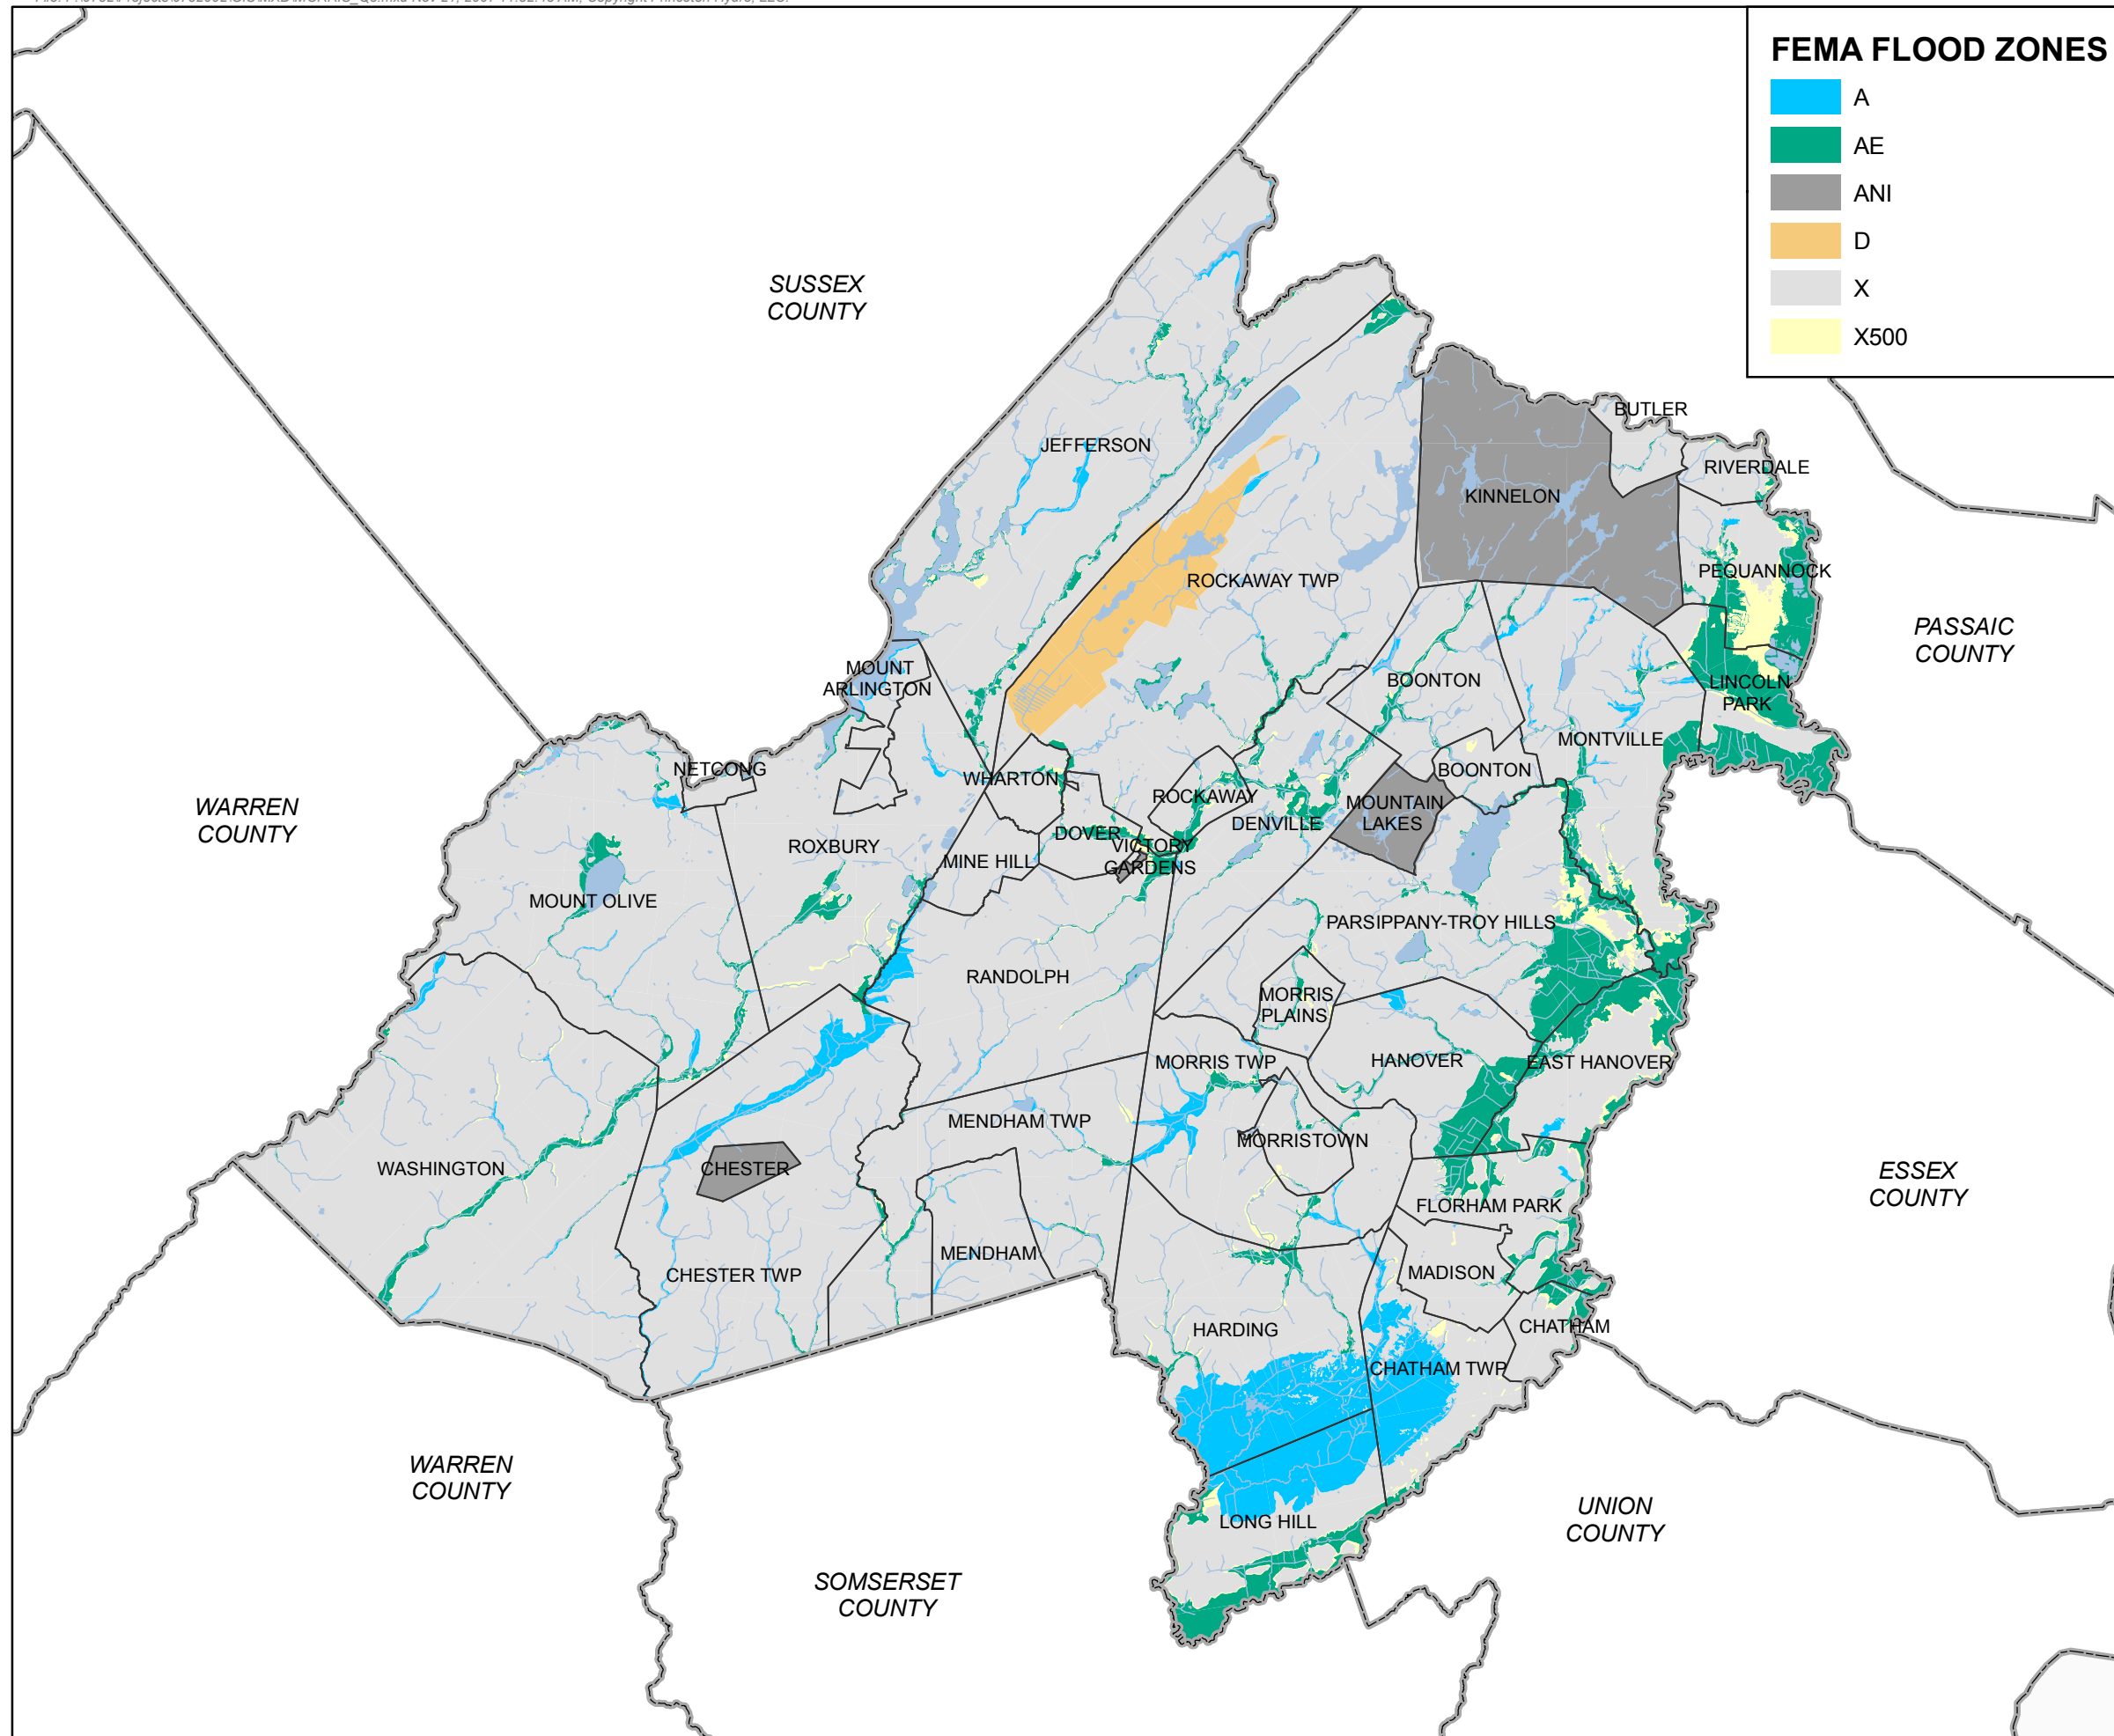 FEMA FLOOD ZONES
A
AE
ANI
D
X
X500
SUSSEX
COUNTY
BUTLER
JEFFERSON
RIVERDALE
KINNELON
PEQUANNOCK
ROCKAWAY TWP
PASSAIC
COUNTY
MOUNT
ARLINGTON
BOONTON
LINCOLN
PARK
MONTVILLE
NETCONG
WHARTON
BOONTON
WARREN
COUNTY
ROCKAWAY
MOUNTAIN
LAKES
DENVILLE
DOVER
ROXBURY
VICTORY
GARDENS
MINE HILL
MOUNT OLIVE
PARSIPPANY-TROY HILLS
RANDOLPH
MORRIS
PLAINS
MORRIS TWP
HANOVER
EAST HANOVER
MENDHAM TWP
MORRISTOWN
WASHINGTON
CHESTER
ESSEX
COUNTY
FLORHAM PARK
MENDHAM
CHESTER TWP
MADISON
HARDING
CHATHAM
CHATHAM TWP
WARREN
COUNTY
LONG HILL
UNION
COUNTY
SOMSERSET
COUNTY